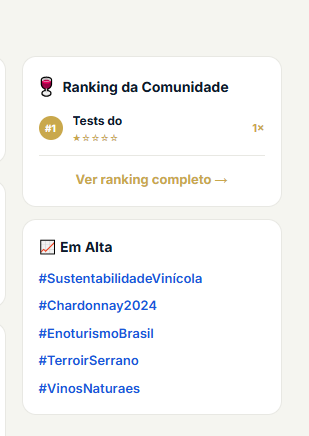 Ranking da Comunidade
#1
Tests do
★☆☆☆☆
1×
Ver ranking completo →
Em Alta
#SustentabilidadeVinícola
#Chardonnay2024
#EnoturismoBrasil
#TerroirSerrano
#VinosNaturaes